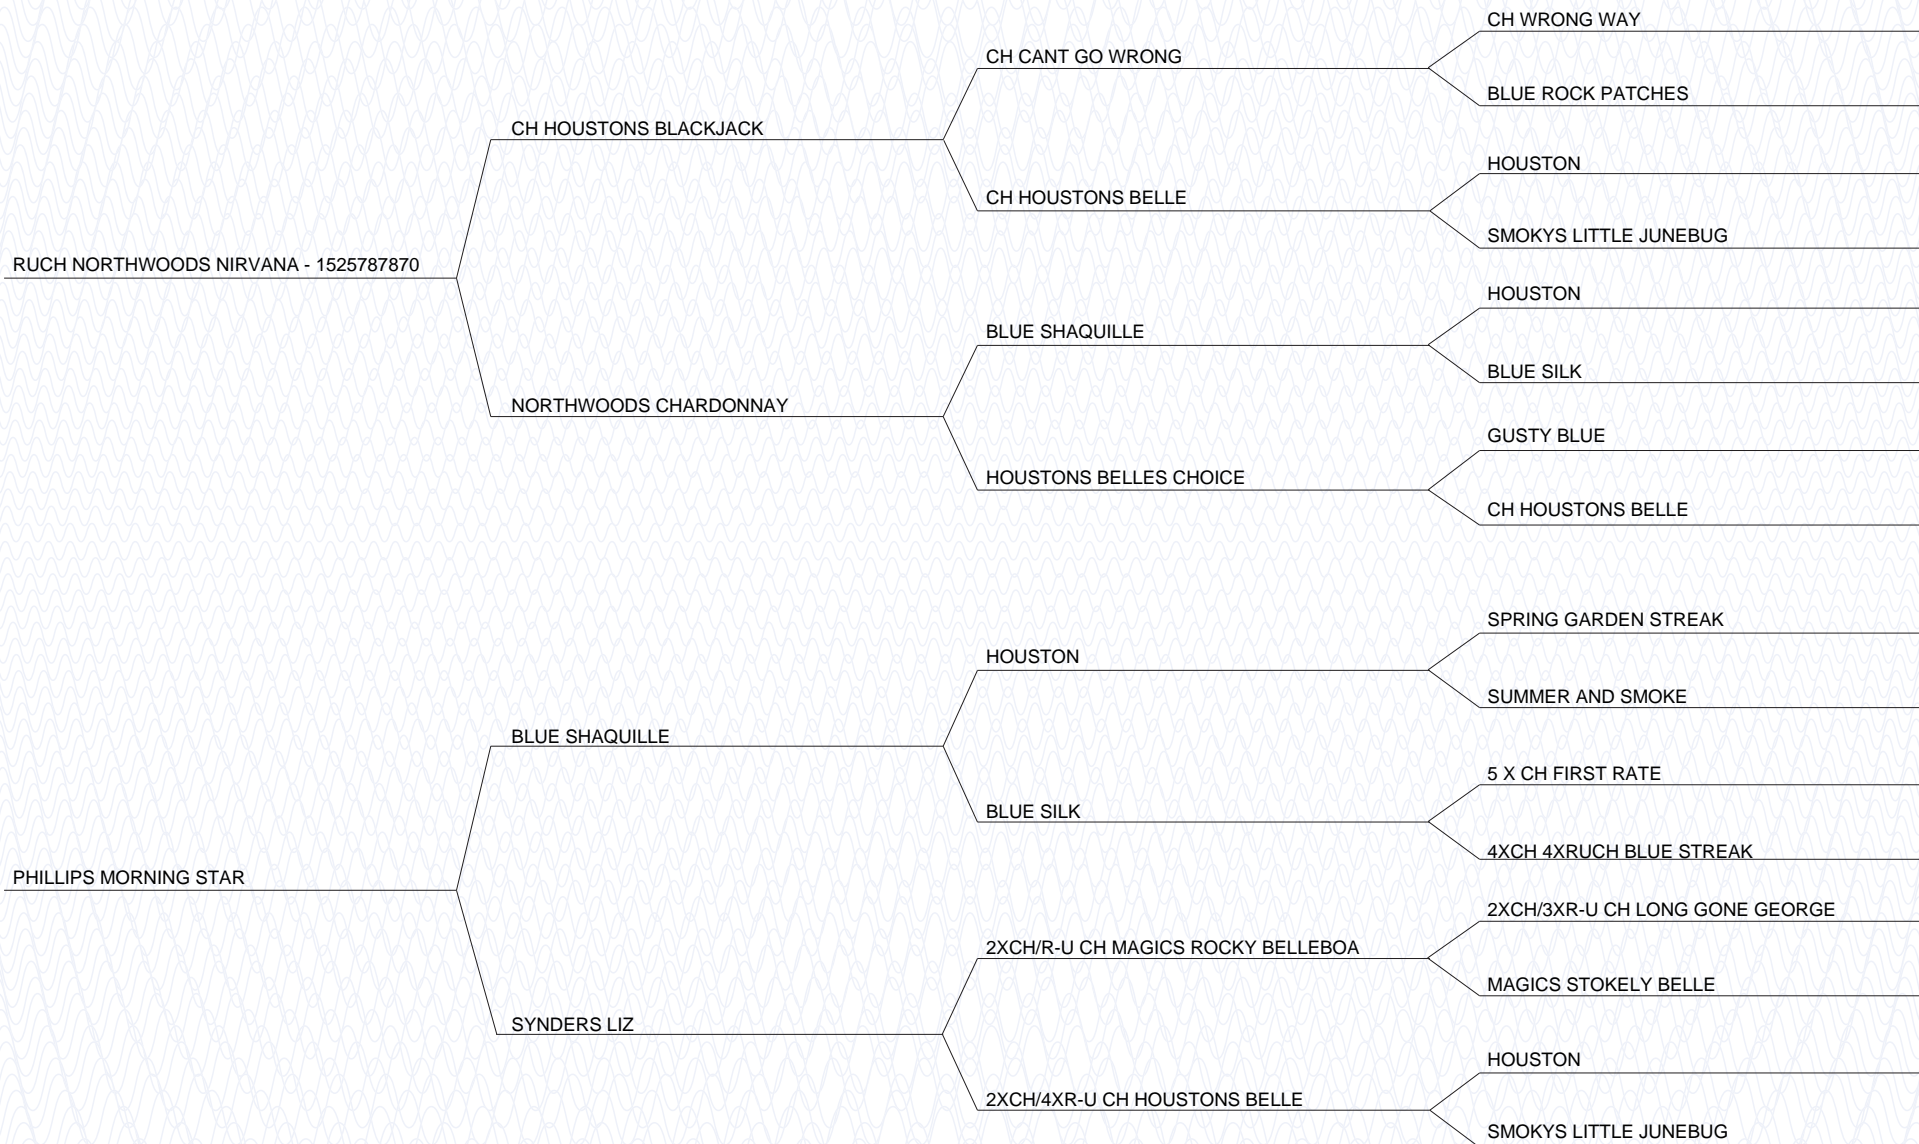 CH WRONG WAY
CH CANT GO WRONG
BLUE ROCK PATCHES
CH HOUSTONS BLACKJACK
HOUSTON
CH HOUSTONS BELLE
SMOKYS LITTLE JUNEBUG
RUCH NORTHWOODS NIRVANA - 1525787870
HOUSTON
BLUE SHAQUILLE
BLUE SILK
NORTHWOODS CHARDONNAY
GUSTY BLUE
HOUSTONS BELLES CHOICE
CH HOUSTONS BELLE
SPRING GARDEN STREAK
HOUSTON
SUMMER AND SMOKE
BLUE SHAQUILLE
5 X CH FIRST RATE
BLUE SILK
4XCH 4XRUCH BLUE STREAK
PHILLIPS MORNING STAR
2XCH/3XR-U CH LONG GONE GEORGE
2XCH/R-U CH MAGICS ROCKY BELLEBOA
MAGICS STOKELY BELLE
SYNDERS LIZ
HOUSTON
2XCH/4XR-U CH HOUSTONS BELLE
SMOKYS LITTLE JUNEBUG